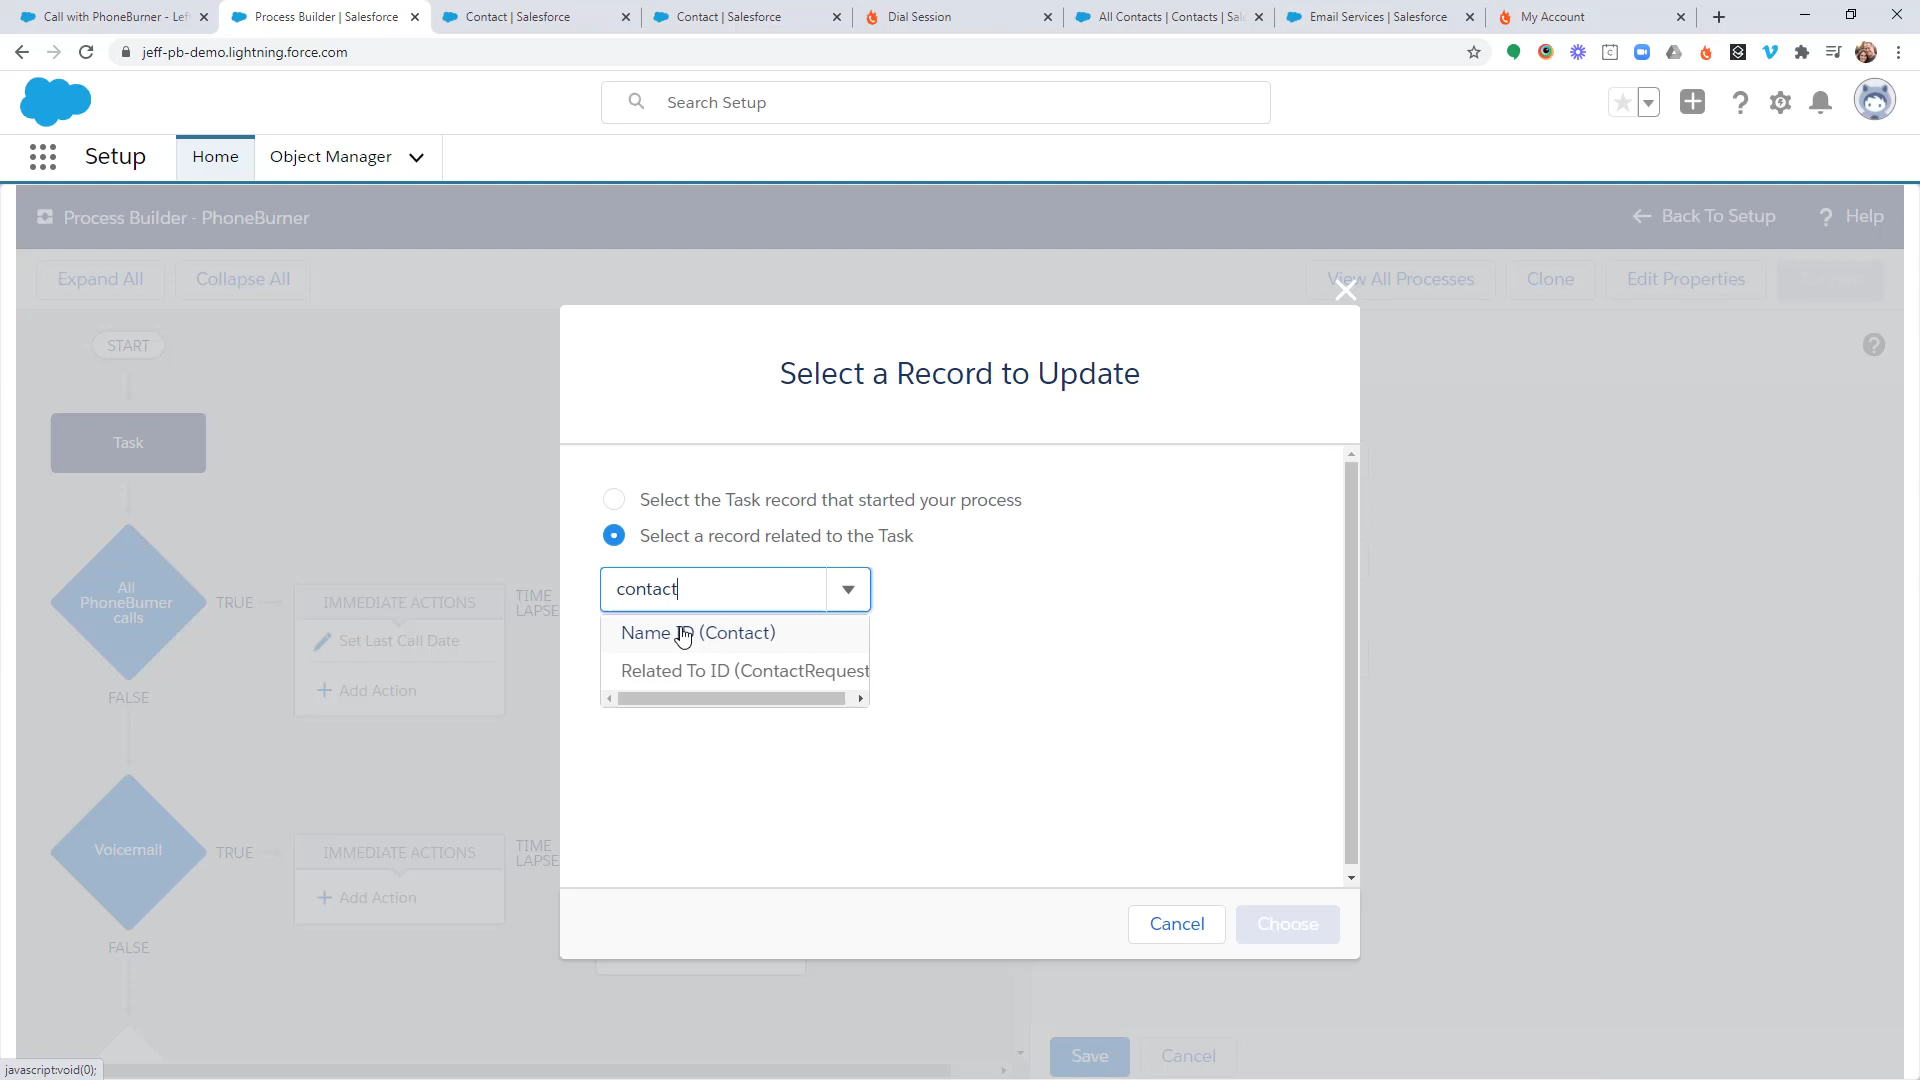 Call with PhoneBurner - Le
Process Builder | Salesforce
Contact | Salesforce
Contact | Salesforce
Dial Session
All Contacts | Contacts | Sal
Email Services | Salesforce
My Account
jeff-pb-demo.lightning.force.com
Search Setup
Setup
Home
Object Manager
Process Builder - PhoneBurner
Back To Setup
? Help
Expand All
Collapse All
View All Processes
Clone
Edit Properties
START
Task
All PhoneBurner calls
TRUE
IMMEDIATE ACTIONS
TIME LAPSE
Set Last Call Date
+ Add Action
FALSE
Voicemail
TRUE
IMMEDIATE ACTIONS
TIME LAPSE
+ Add Action
FALSE
Select a Record to Update
Select the Task record that started your process
Select a record related to the Task
contact
Name ID (Contact)
Related To ID (ContactRequest
Cancel
Choose
Save
Cancel
javascript:void(0);